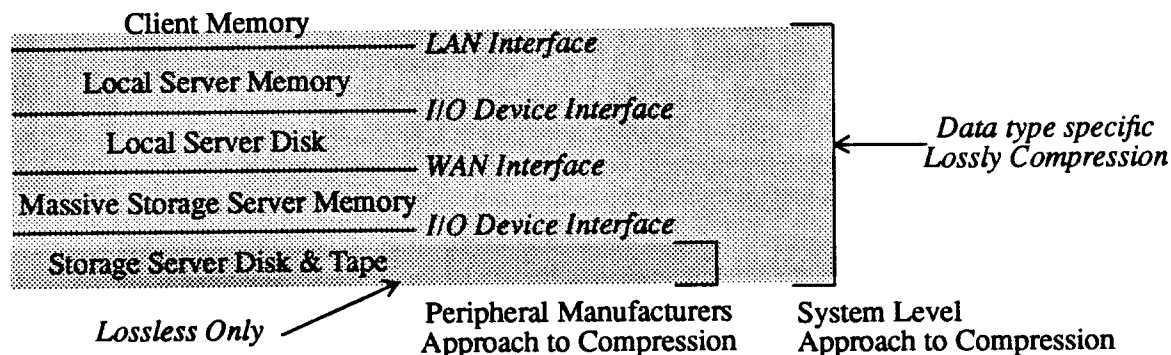 Client Memory
LAN Interface
Local Server Memory
I/O Device Interface
Local Server Disk
WAN Interface
Massive Storage Server Memory
I/O Device Interface
Storage Server Disk & Tape
Data type specific
Lossly Compression
Lossless Only
Peripheral Manufacturers
Approach to Compression
System Level
Approach to Compression